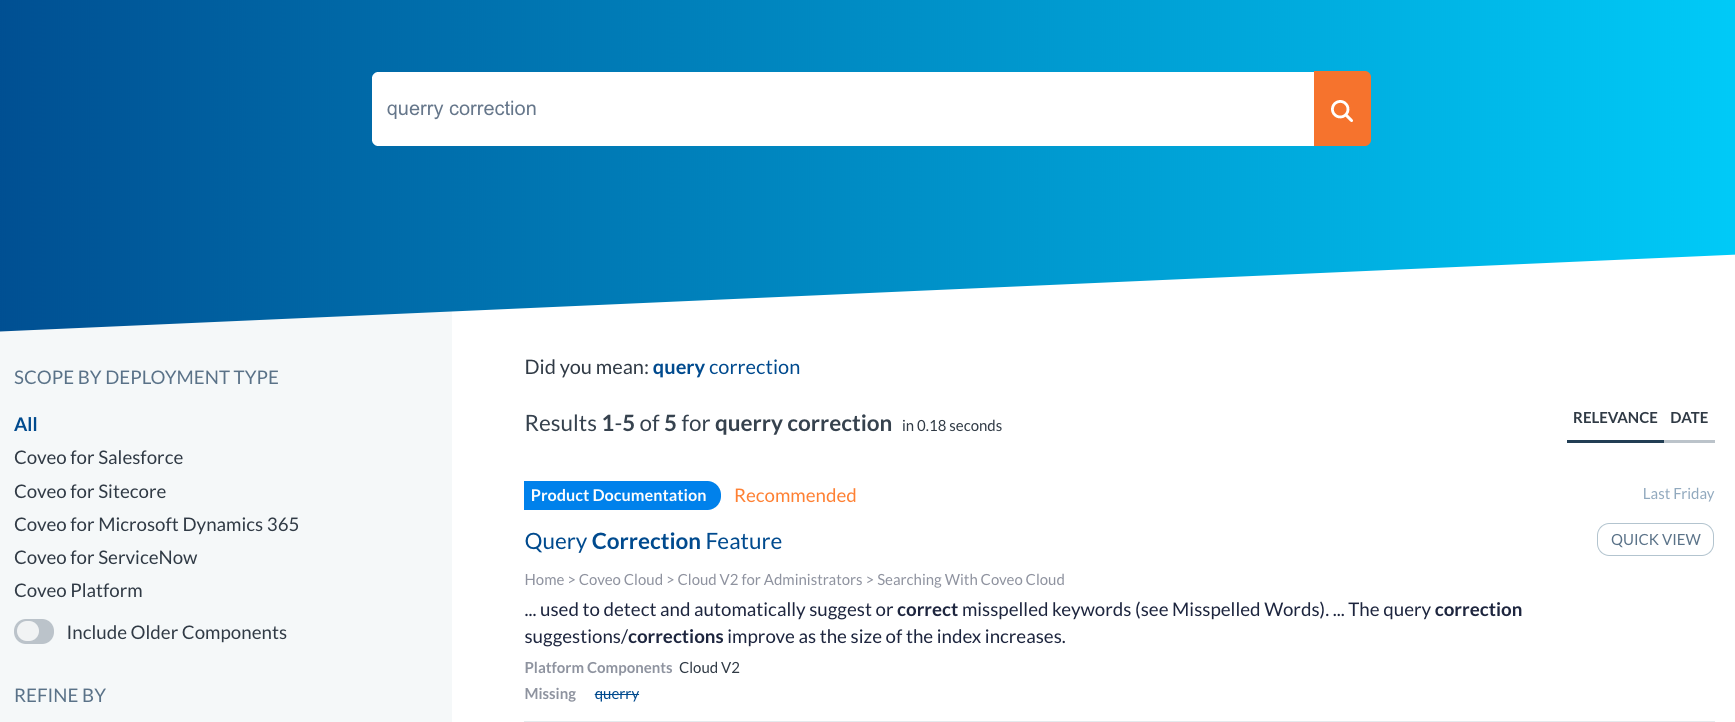 querry correction
SCOPE BY DEPLOYMENT TYPE
All
Coveo for Salesforce
Coveo for Sitecore
Coveo for Microsoft Dynamics 365
Coveo for ServiceNow
Coveo Platform
Include Older Components
REFINE BY
Did you mean: query correction
Results 1-5 of 5 for querry correction in 0.18 seconds
RELEVANCE DATE
Product Documentation Recommended
Last Friday
Query Correction Feature
QUICK VIEW
Home > Coveo Cloud > Cloud V2 for Administrators > Searching With Coveo Cloud
... used to detect and automatically suggest or correct misspelled keywords (see Misspelled Words). ... The query correction
suggestions/corrections improve as the size of the index increases.
Platform Components Cloud V2
Missing querry